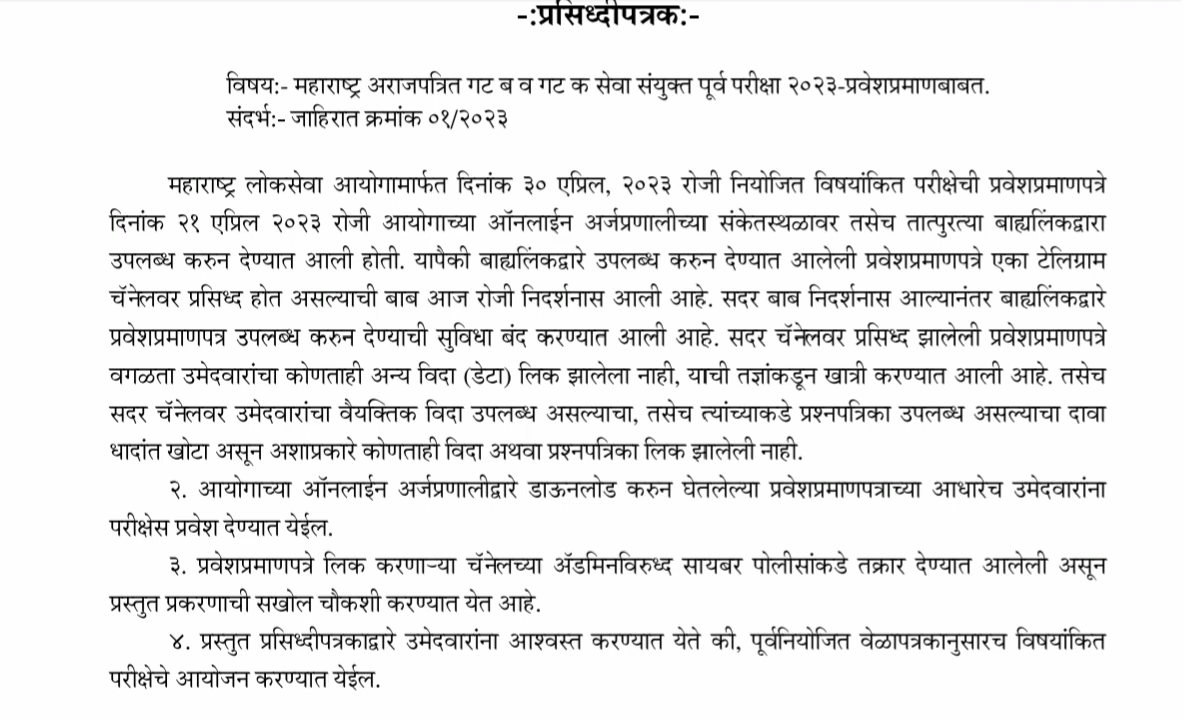 -:प्रसिध्दीपत्रक:-
विषय:- महाराष्ट्र अराजपत्रित गट ब व गट क सेवा संयुक्त पूर्व परीक्षा २०२३-प्रवेशप्रमाणबाबत.
संदर्भ:- जाहिरात क्रमांक ०१/२०२३
महाराष्ट्र लोकसेवा आयोगामार्फत दिनांक ३० एप्रिल, २०२३ रोजी नियोजित विषयांकित परीक्षेची प्रवेशप्रमाणपत्रे
दिनांक २१ एप्रिल २०२३ रोजी आयोगाच्या ऑनलाईन अर्जप्रणालीच्या संकेतस्थळावर तसेच तात्पुरत्या बाह्यलिंकद्वारा
उपलब्ध करुन देण्यात आली होती. यापैकी बाह्यलिंकद्वारे उपलब्ध करुन देण्यात आलेली प्रवेशप्रमाणपत्रे एका टेलिग्राम
चॅनेलवर प्रसिध्द होत असल्याची बाब आज रोजी निदर्शनास आली आहे. सदर बाब निदर्शनास आल्यानंतर बाह्यलिंकद्वारे
प्रवेशप्रमाणपत्र उपलब्ध करुन देण्याची सुविधा बंद करण्यात आली आहे. सदर चॅनेलवर प्रसिध्द झालेली प्रवेशप्रमाणपत्रे
वगळता उमेदवारांचा कोणताही अन्य विदा (डेटा) लिक झालेला नाही, याची तज्ञांकडून खात्री करण्यात आली आहे. तसेच
सदर चॅनेलवर उमेदवारांचा वैयक्तिक विदा उपलब्ध असल्याचा, तसेच त्यांच्याकडे प्रश्नपत्रिका उपलब्ध असल्याचा दावा
धादांत खोटा असून अशाप्रकारे कोणताही विदा अथवा प्रश्नपत्रिका लिक झालेली नाही.
२. आयोगाच्या ऑनलाईन अर्जप्रणालीद्वारे डाऊनलोड करुन घेतलेल्या प्रवेशप्रमाणपत्राच्या आधारेच उमेदवारांना
परीक्षेस प्रवेश देण्यात येईल.
३. प्रवेशप्रमाणपत्रे लिक करणाऱ्या चॅनेलच्या ॲडमिनविरुध्द सायबर पोलीसांकडे तक्रार देण्यात आलेली असून
प्रस्तुत प्रकरणाची सखोल चौकशी करण्यात येत आहे.
४. प्रस्तुत प्रसिध्दीपत्रकाद्वारे उमेदवारांना आश्वस्त करण्यात येते की, पूर्वनियोजित वेळापत्रकानुसारच विषयांकित
परीक्षेचे आयोजन करण्यात येईल.